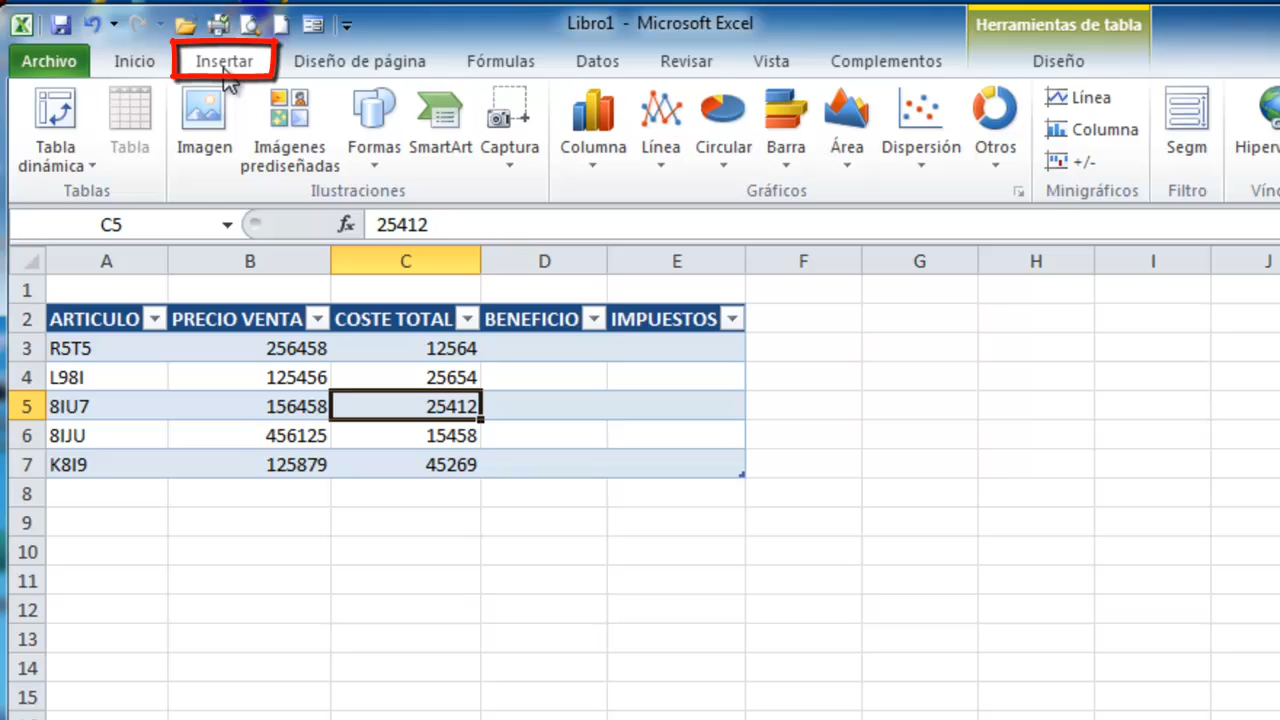 Libro1 - Microsoft Excel
Herramientas de tabla
Archivo Inicio Insertar Diseño de página Fórmulas Datos Revisar Vista Complementos Diseño
Tabla dinámica
Tabla
Imagen
Imágenes prediseñadas
Formas
SmartArt
Captura
Columna
Línea
Circular
Barra
Área
Dispersión
Otros
Línea
Columna
+/-
Segm
Hiperv
Tablas Ilustraciones Gráficos Minigráficos Filtro Vínc
C5 fx 25412
A B C D E F G H I J
1
2 ARTICULO PRECIO VENTA COSTE TOTAL BENEFICIO IMPUESTOS
3 R5T5 256458 12564
4 L98I 125456 25654
5 8IU7 156458 25412
6 8IJU 456125 15458
7 K8I9 125879 45269
8
9
10
11
12
13
14
15